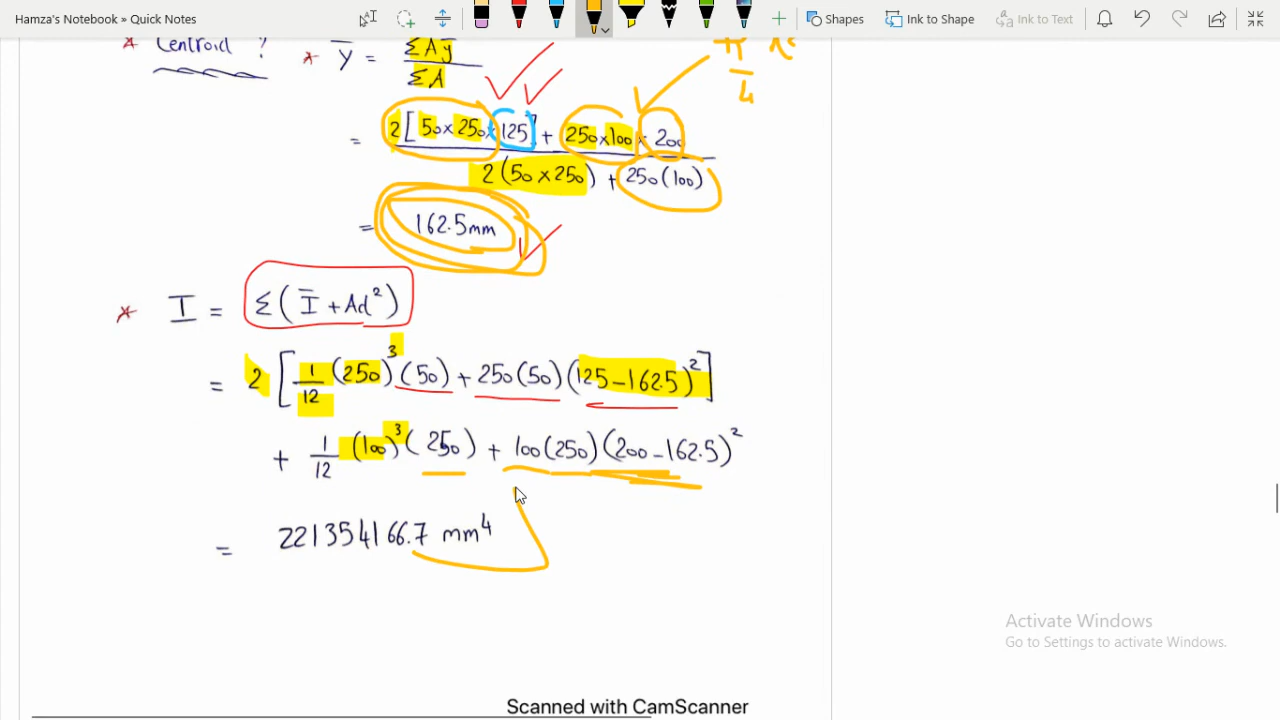 Hamza's Notebook » Quick Notes
Shapes
Ink to Shape
Ink to Text
* Centroid ? * Y̅ = ΣAy̅ / ΣA
π/4
= 2[50×250×125] + 250×100×200 / 2(50×250) + 250(100)
= 162.5mm
* I = Σ(I̅ + Ad²)
= 2[1/12 (250)³(50) + 250(50)(125-162.5)²]
+ 1/12 (100)³(250) + 100(250)(200-162.5)²
= 221354166.7 mm⁴
Activate Windows
Go to Settings to activate Windows.
Scanned with CamScanner